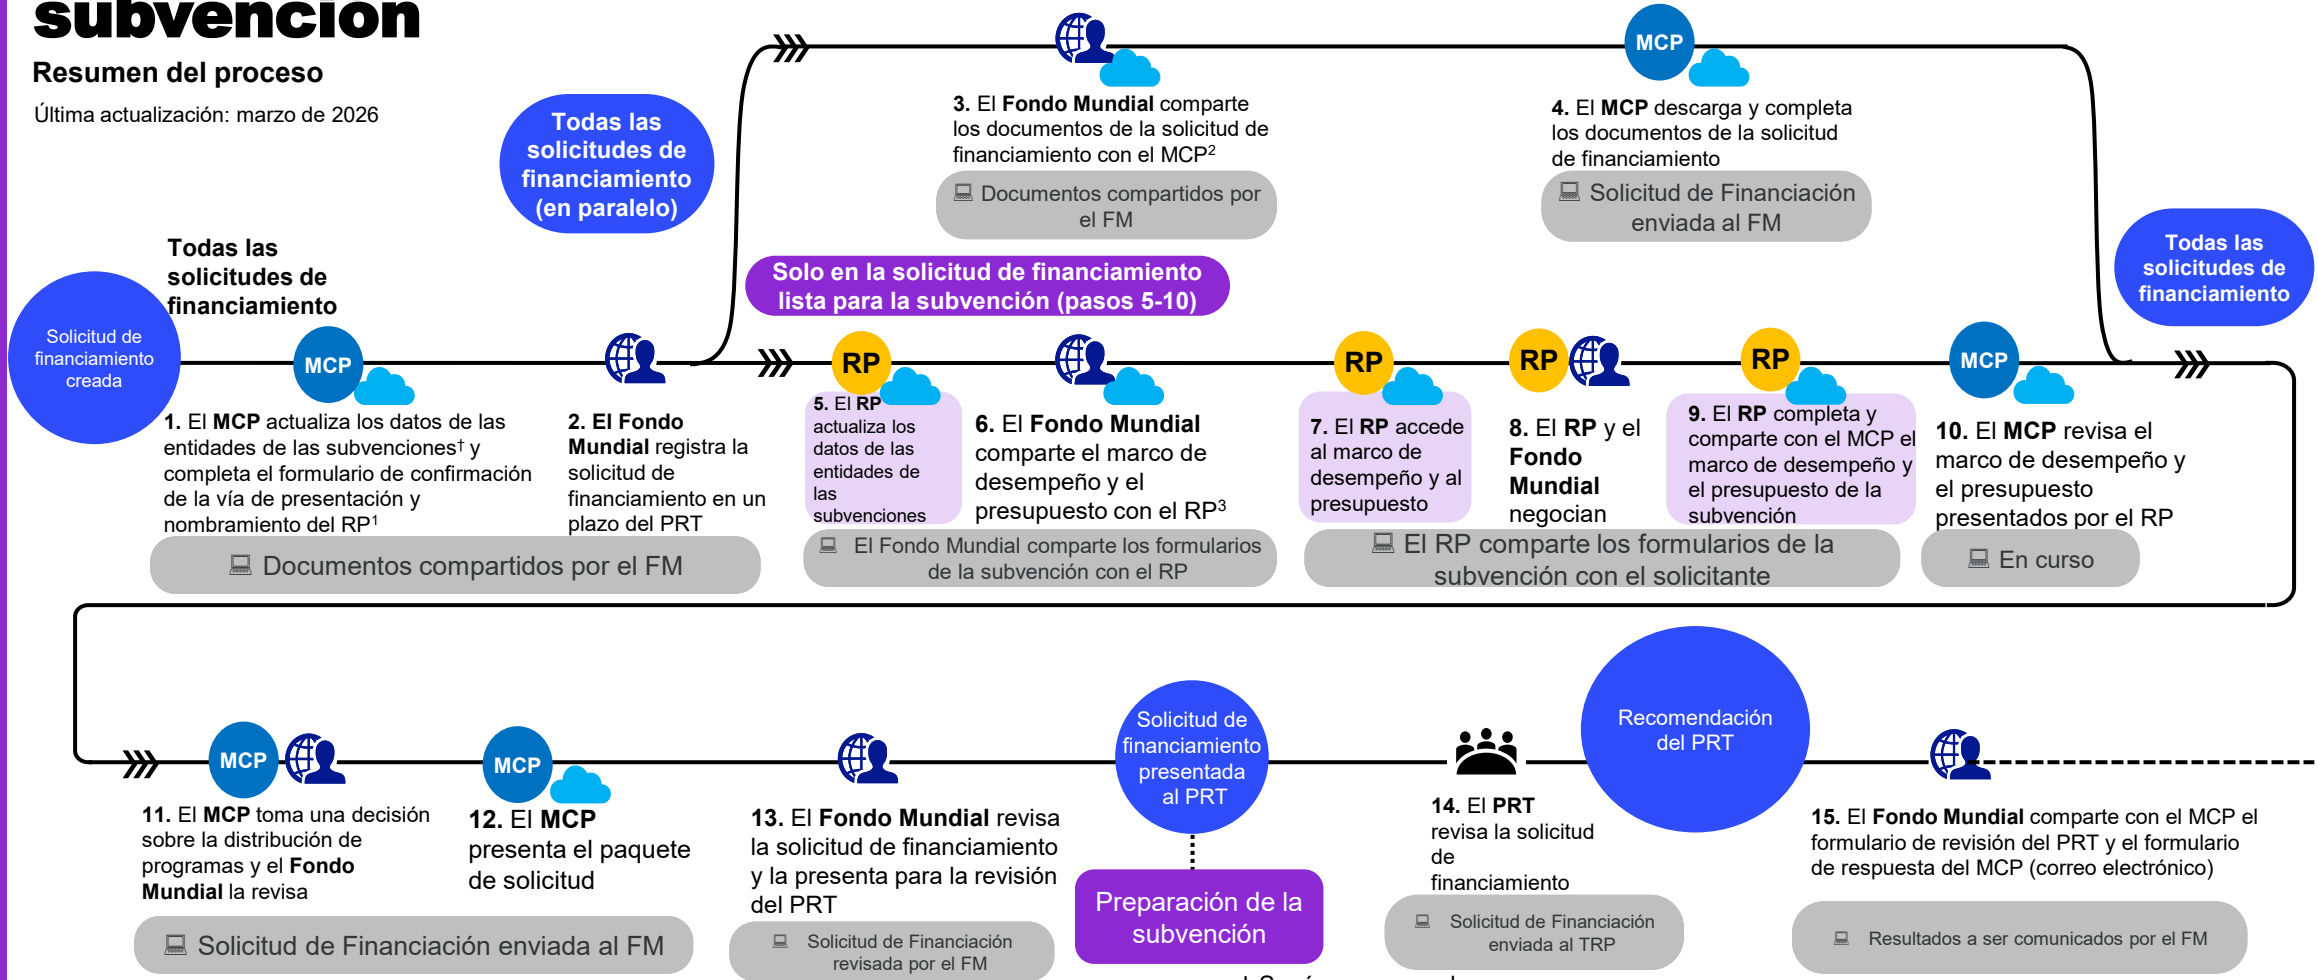 subvención
Resumen del proceso
Última actualización: marzo de 2026
Todas las
solicitudes de
financiamiento
(en paralelo)
MCP
3. El Fondo Mundial comparte
los documentos de la solicitud de
financiamiento con el MCP²
Documentos compartidos por
el FM
4. El MCP descarga y completa
los documentos de la solicitud
de financiamiento
Solicitud de Financiación
enviada al FM
Todas las
solicitudes de
financiamiento
Solo en la solicitud de financiamiento
lista para la subvención (pasos 5-10)
Todas las
solicitudes de
financiamiento
Solicitud de
financiamiento
creada
MCP
RP
RP
RP
RP
MCP
1. El MCP actualiza los datos de las
entidades de las subvenciones† y
completa el formulario de confirmación
de la vía de presentación y
nombramiento del RP¹
2. El Fondo
Mundial registra la
solicitud de
financiamiento en un
plazo del PRT
Documentos compartidos por el FM
5. El RP
actualiza los
datos de las
entidades de
las
subvenciones
6. El Fondo Mundial
comparte el marco de
desempeño y el
presupuesto con el RP³
El Fondo Mundial comparte los formularios
de la subvención con el RP
7. El RP accede
al marco de
desempeño y al
presupuesto
8. El RP y el
Fondo
Mundial
negocian
9. El RP completa y
comparte con el MCP el
marco de desempeño y
el presupuesto de la
subvención
El RP comparte los formularios de la
subvención con el solicitante
10. El MCP revisa el
marco de desempeño y
el presupuesto
presentados por el RP
En curso
MCP
MCP
11. El MCP toma una decisión
sobre la distribución de
programas y el Fondo
Mundial la revisa
12. El MCP
presenta el paquete
de solicitud
Solicitud de Financiación enviada al FM
13. El Fondo Mundial revisa
la solicitud de financiamiento
y la presenta para la revisión
del PRT
Solicitud de Financiación
revisada por el FM
Solicitud de
financiamiento
presentada
al PRT
Preparación de la
subvención
14. El PRT
revisa la solicitud
de
financiamiento
Solicitud de Financiación
enviada al TRP
Recomendación
del PRT
15. El Fondo Mundial comparte con el MCP el
formulario de revisión del PRT y el formulario
de respuesta del MCP (correo electrónico)
Resultados a ser comunicados por el FM